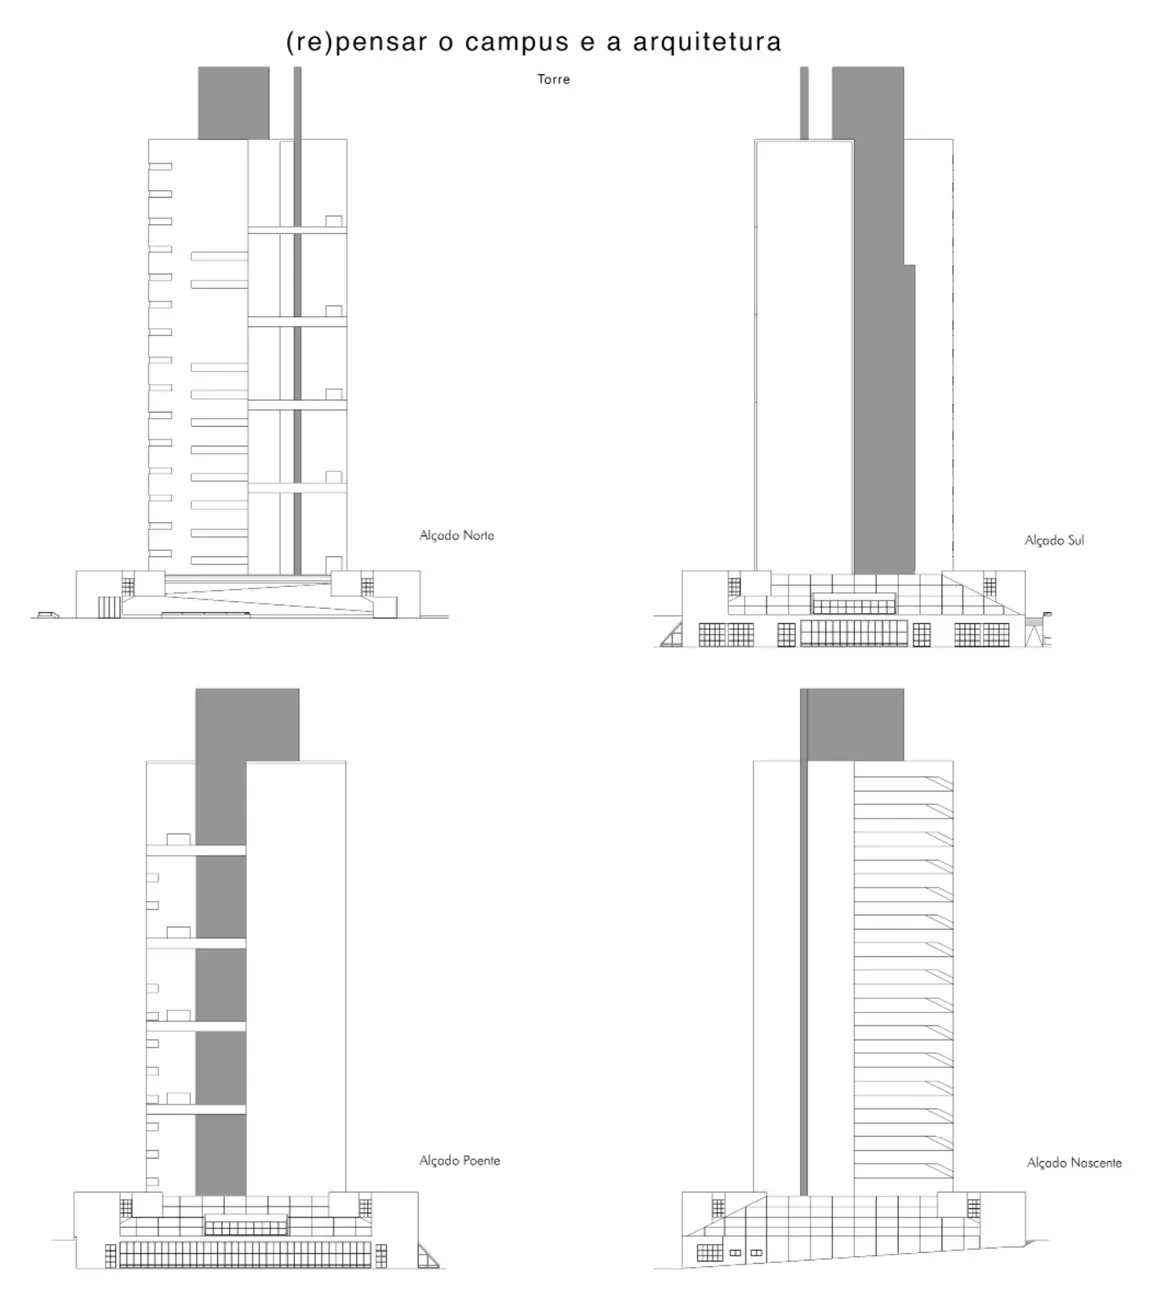 (re)pensar o campus e a arquitetura
Torre
Alçado Norte
Alçado Sul
Alçado Poente
Alçado Nascente